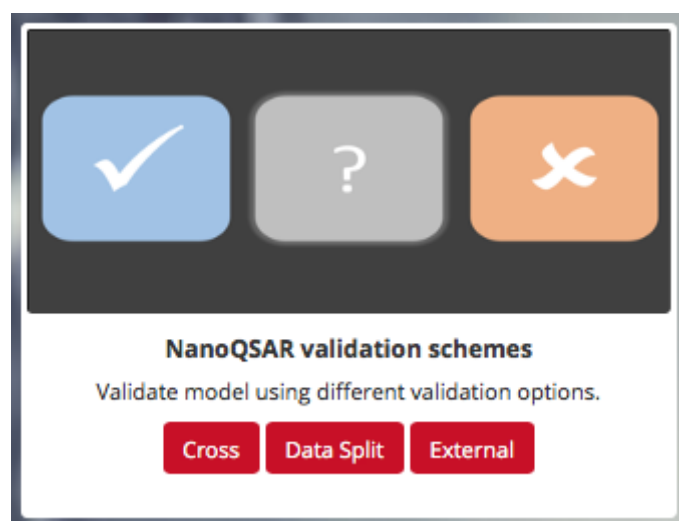 ?
NanoQSAR validation schemes
Validate model using different validation options.
Cross Data Split External